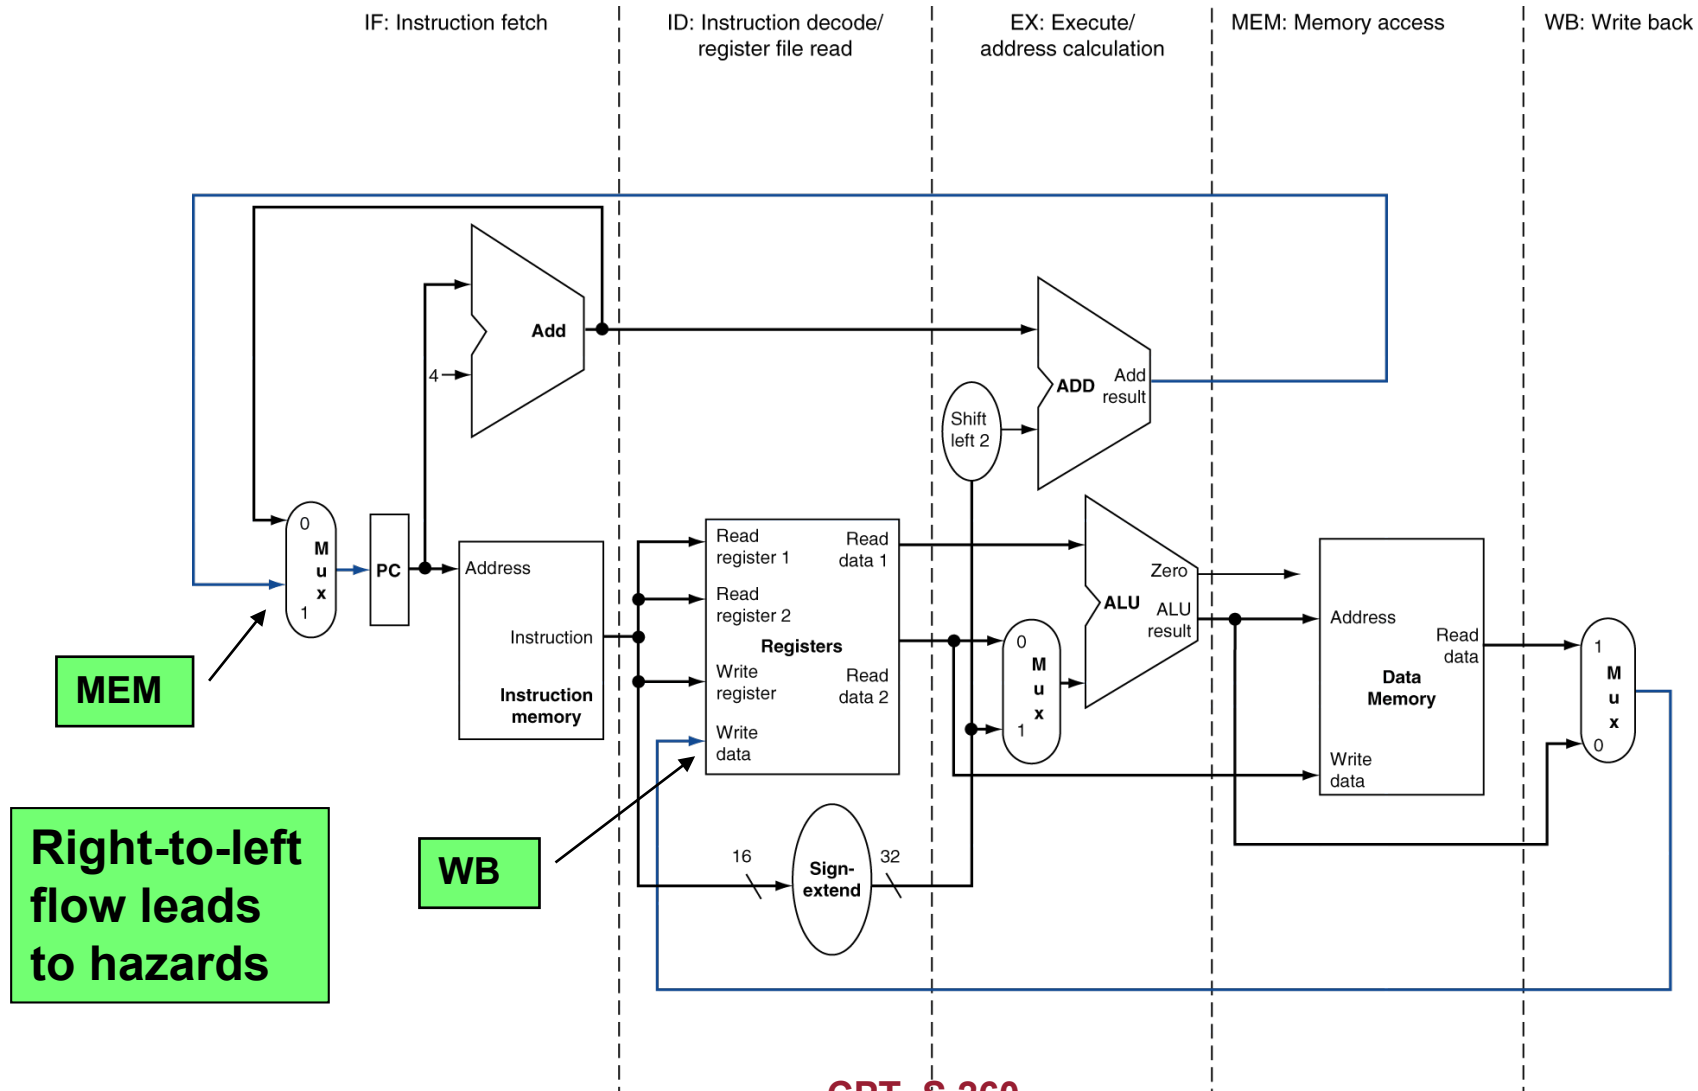 IF: Instruction fetch
ID: Instruction decode/
register file read
EX: Execute/
address calculation
MEM: Memory access
WB: Write back
Add
4
Shift
left 2
ADD
Add
result
0
M
u
x
1
PC
Address
Instruction
Instruction
memory
Read
register 1
Read
register 2
Write
register
Write
data
Registers
Read
data 1
Read
data 2
0
M
u
x
1
Zero
ALU
ALU
result
Address
Read
data
Data
Memory
Write
data
1
M
u
x
0
16
Sign-
extend
32
MEM
WB
Right-to-left
flow leads
to hazards